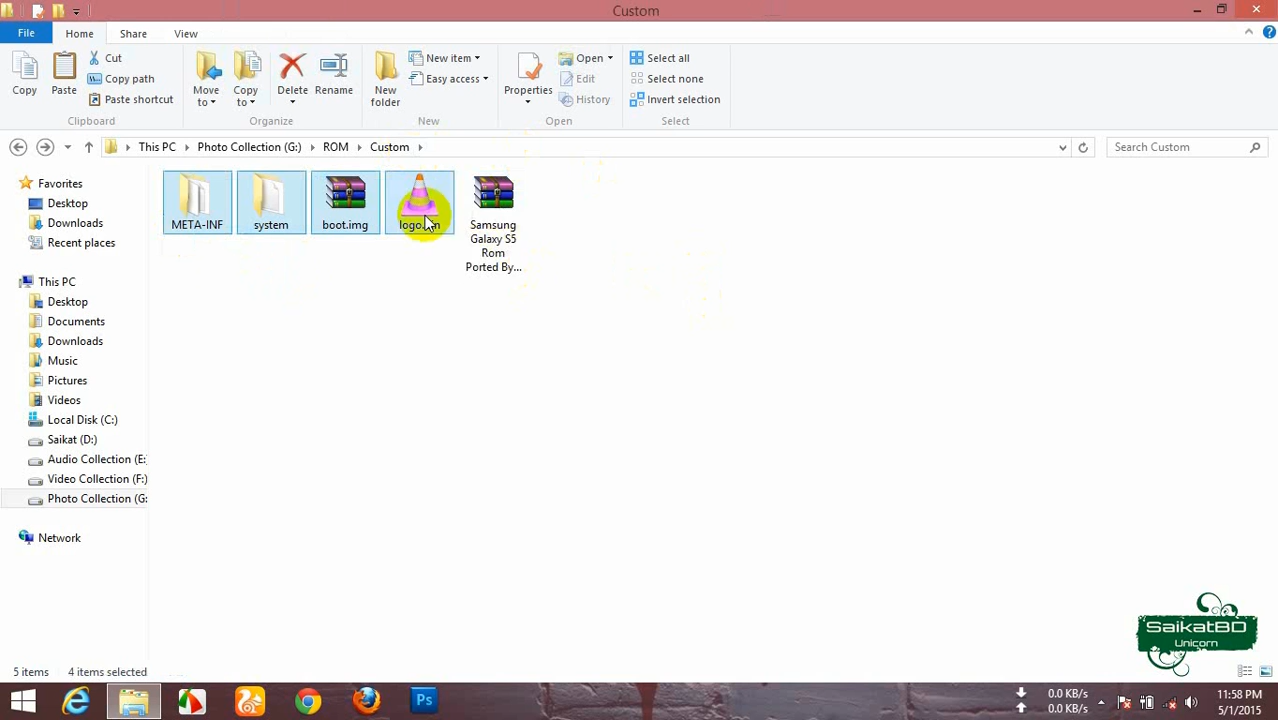 Custom
File Home Share View
Copy
Paste
Cut
Copy path
Paste shortcut
Clipboard
Move to
Copy to
Delete
Rename
Organize
New folder
New item
Easy access
New
Properties
Open
Edit
History
Open
Select all
Select none
Invert selection
Select
This PC Photo Collection (G:) ROM Custom
Search Custom
Favorites
Desktop
Downloads
Recent places
This PC
Desktop
Documents
Downloads
Music
Pictures
Videos
Local Disk (C:)
Saikat (D:)
Audio Collection (E:
Video Collection (F:)
Photo Collection (G:
Network
META-INF
system
boot.img
Samsung
Galaxy S5
Rom
Ported By...
SaikatBD
Unicorn
5 items 4 items selected
Ps
0.0 KB/s
0.0 KB/s
11:58 PM
5/1/2015